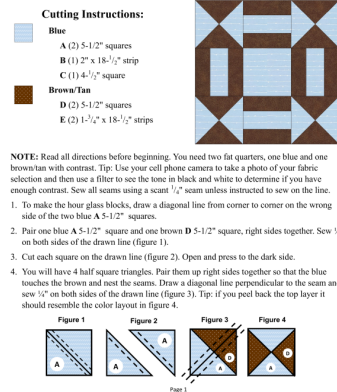 Cutting Instructions:
Blue
A (2) 5-1/2" squares
B (1) 2" x 18-1/2" strip
C (1) 4-1/2" square
Brown/Tan
D (2) 5-1/2" squares
E (2) 1-3/4" x 18-1/2" strips
NOTE: Read all directions before beginning. You need two fat quarters, one blue and one
brown/tan with contrast. Tip: Use your cell phone camera to take a photo of your fabric
selection and then use a filter to see the tone in black and white to determine if you have
enough contrast. Sew all seams using a scant 1/4" seam unless instructed to sew on the line.
1. To make the hour glass blocks, draw a diagonal line from corner to corner on the wrong
side of the two blue A 5-1/2" squares.
2. Pair one blue A 5-1/2" square and one brown D 5-1/2" square, right sides together. Sew
on both sides of the drawn line (figure 1).
3. Cut each square on the drawn line (figure 2). Open and press to the dark side.
4. You will have 4 half square triangles. Pair them up right sides together so that the blue
touches the brown and nest the seams. Draw a diagonal line perpendicular to the seam an
sew ¼" on both sides of the drawn line (figure 3). Tip: if you peel back the top layer it
should resemble the color layout in figure 4.
Figure 1 Figure 2 Figure 3 Figure 4
A A A D A D A
Page 1